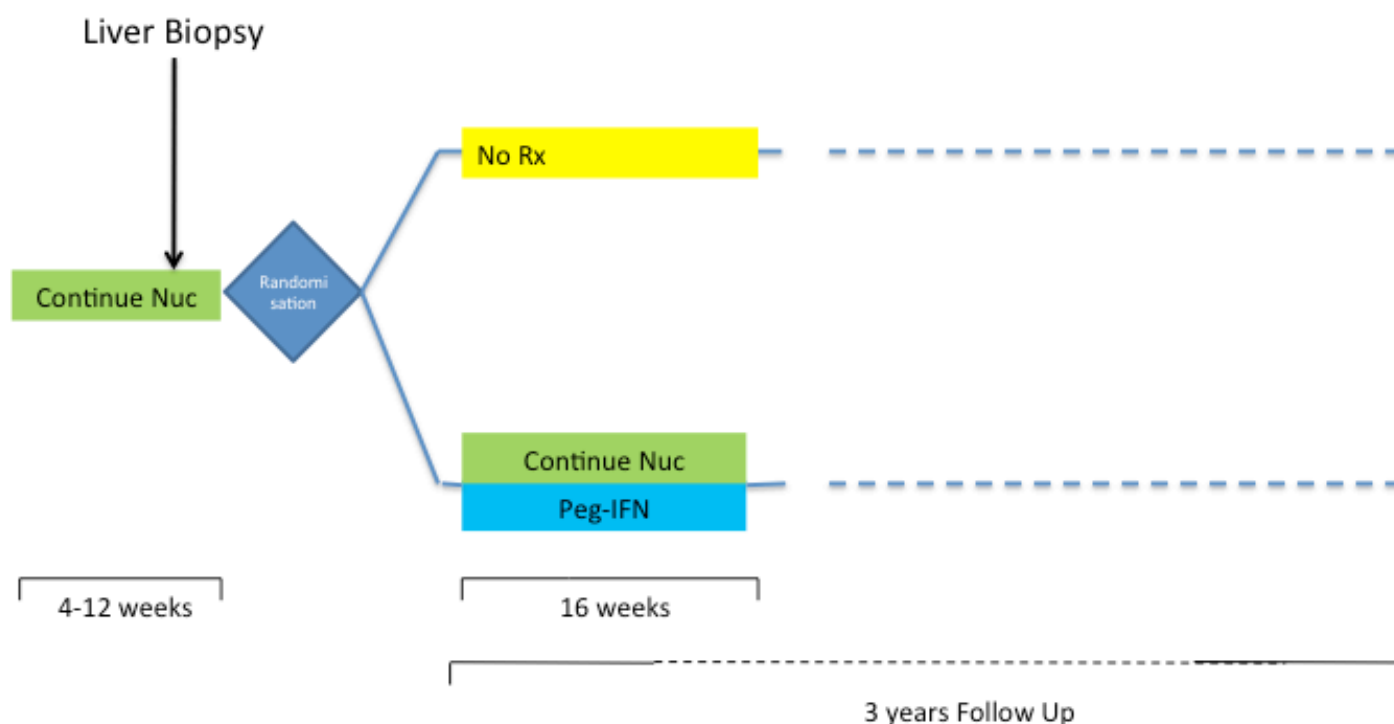 Liver Biopsy
No Rx
Continue Nuc
Randomi
sation
Continue Nuc
Peg-IFN
4-12 weeks
16 weeks
3 years Follow Up